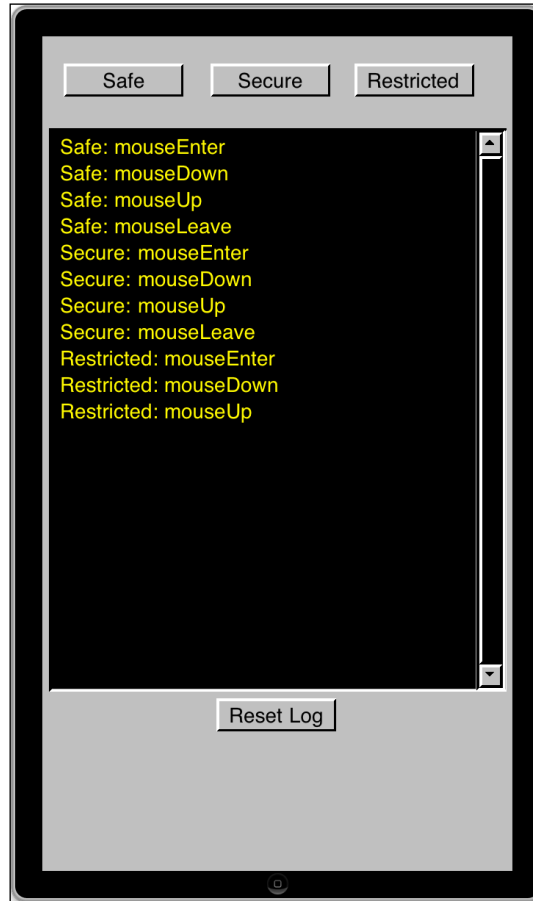 Safe Secure Restricted
Safe: mouseEnter
Safe: mouseDown
Safe: mouseUp
Safe: mouseLeave
Secure: mouseEnter
Secure: mouseDown
Secure: mouseUp
Secure: mouseLeave
Restricted: mouseEnter
Restricted: mouseDown
Restricted: mouseUp
Reset Log